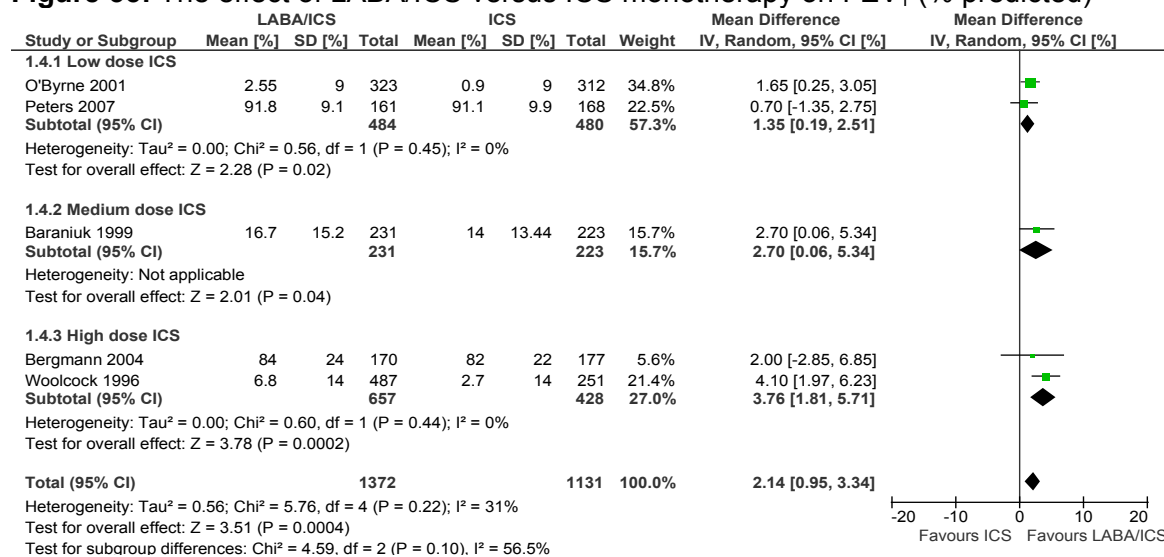 Figure 65: The effect of LABA/ICS versus ICS monotherapy on FEV1 (% predicted)
LABA/ICS ICS Mean Difference Mean Difference
Study or Subgroup Mean [%] SD [%] Total Mean [%] SD [%] Total Weight IV, Random, 95% CI [%] IV, Random, 95% CI [%]
1.4.1 Low dose ICS
O'Byrne 2001 2.55 9 323 0.9 9 312 34.8% 1.65 [0.25, 3.05]
Peters 2007 91.8 9.1 161 91.1 9.9 168 22.5% 0.70 [-1.35, 2.75]
Subtotal (95% CI) 484 480 57.3% 1.35 [0.19, 2.51]
Heterogeneity: Tau² = 0.00; Chi² = 0.56, df = 1 (P = 0.45); I² = 0%
Test for overall effect: Z = 2.28 (P = 0.02)
1.4.2 Medium dose ICS
Baraniuk 1999 16.7 15.2 231 14 13.44 223 15.7% 2.70 [0.06, 5.34]
Subtotal (95% CI) 231 223 15.7% 2.70 [0.06, 5.34]
Heterogeneity: Not applicable
Test for overall effect: Z = 2.01 (P = 0.04)
1.4.3 High dose ICS
Bergmann 2004 84 24 170 82 22 177 5.6% 2.00 [-2.85, 6.85]
Woolcock 1996 6.8 14 487 2.7 14 251 21.4% 4.10 [1.97, 6.23]
Subtotal (95% CI) 657 428 27.0% 3.76 [1.81, 5.71]
Heterogeneity: Tau² = 0.00; Chi² = 0.60, df = 1 (P = 0.44); I² = 0%
Test for overall effect: Z = 3.78 (P = 0.0002)
Total (95% CI) 1372 1131 100.0% 2.14 [0.95, 3.34]
Heterogeneity: Tau² = 0.56; Chi² = 5.76, df = 4 (P = 0.22); I² = 31%
-20 -10 0 10 20
Test for overall effect: Z = 3.51 (P = 0.0004)
Favours ICS Favours LABA/ICS
Test for subgroup differences: Chi² = 4.59, df = 2 (P = 0.10), I² = 56.5%